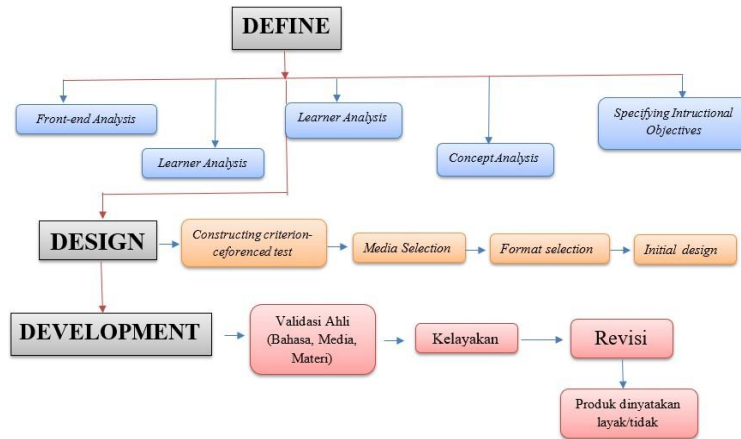 DEFINE
Front-end Analysis
Learner Analysis
Learner Analysis
Concept Analysis
Specifying Intructional
Objectives
DESIGN
Constructing criterion-
ceforenced test
Media Selection
Format selection
Initial design
DEVELOPMENT
Validasi Ahli
(Bahasa, Media,
Materi)
Kelayakan
Revisi
Produk dinyatakan
layak/tidak